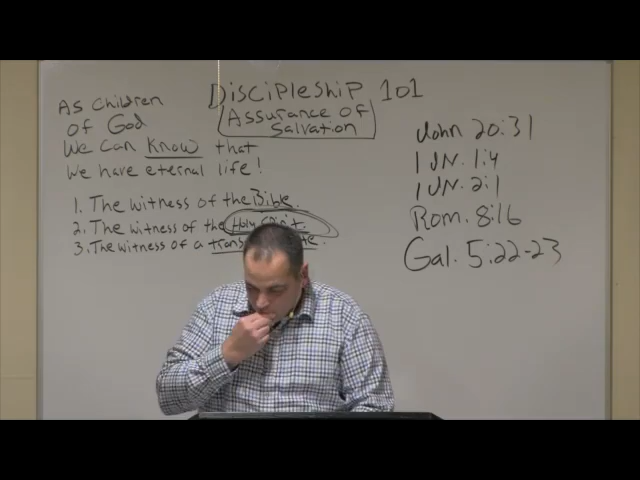 Discipleship 101
Assurance of
Salvation
As Children
of God
We can know that
We have eternal life!
1. The witness of the Bible.
2. The witness of the Holy Spirit.
3. The witness of a
John 20:31
1 JN. 1:4
1 JN. 2:1
Rom. 8:16
Gal. 5:22-23